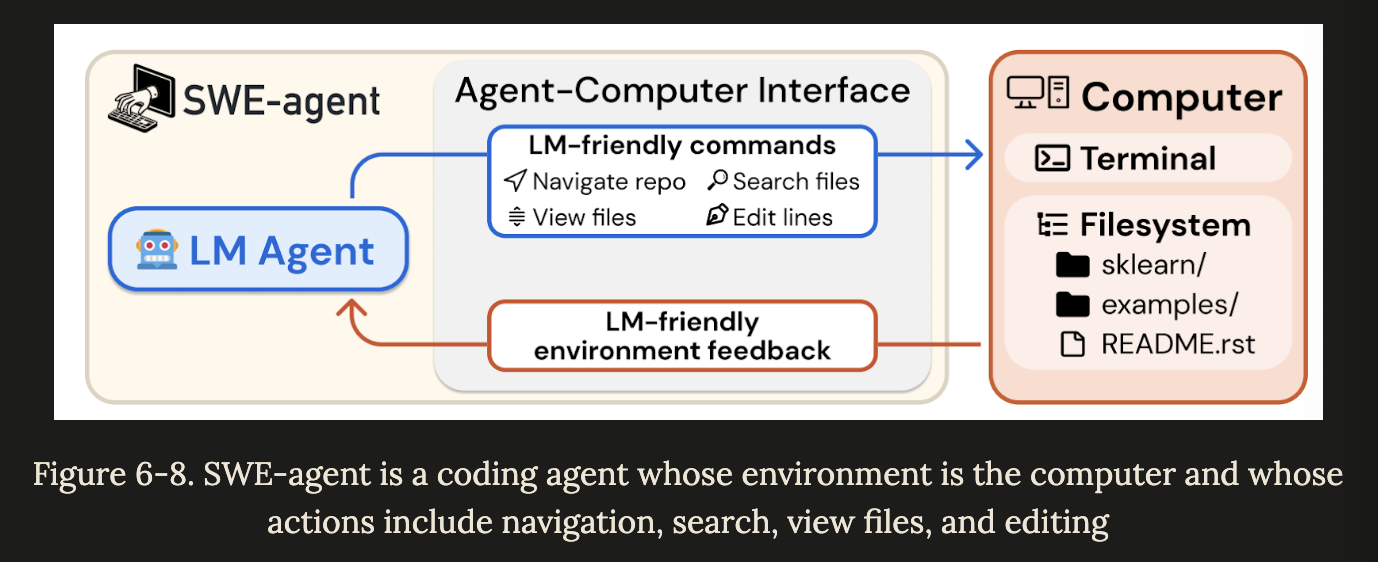 SWE-agent
Agent-Computer Interface
LM-friendly commands
Navigate repo
Search files
View files
Edit lines
LM Agent
LM-friendly
environment feedback
Computer
Terminal
Filesystem
sklearn/
examples/
README.rst
Figure 6-8. SWE-agent is a coding agent whose environment is the computer and whose
actions include navigation, search, view files, and editing